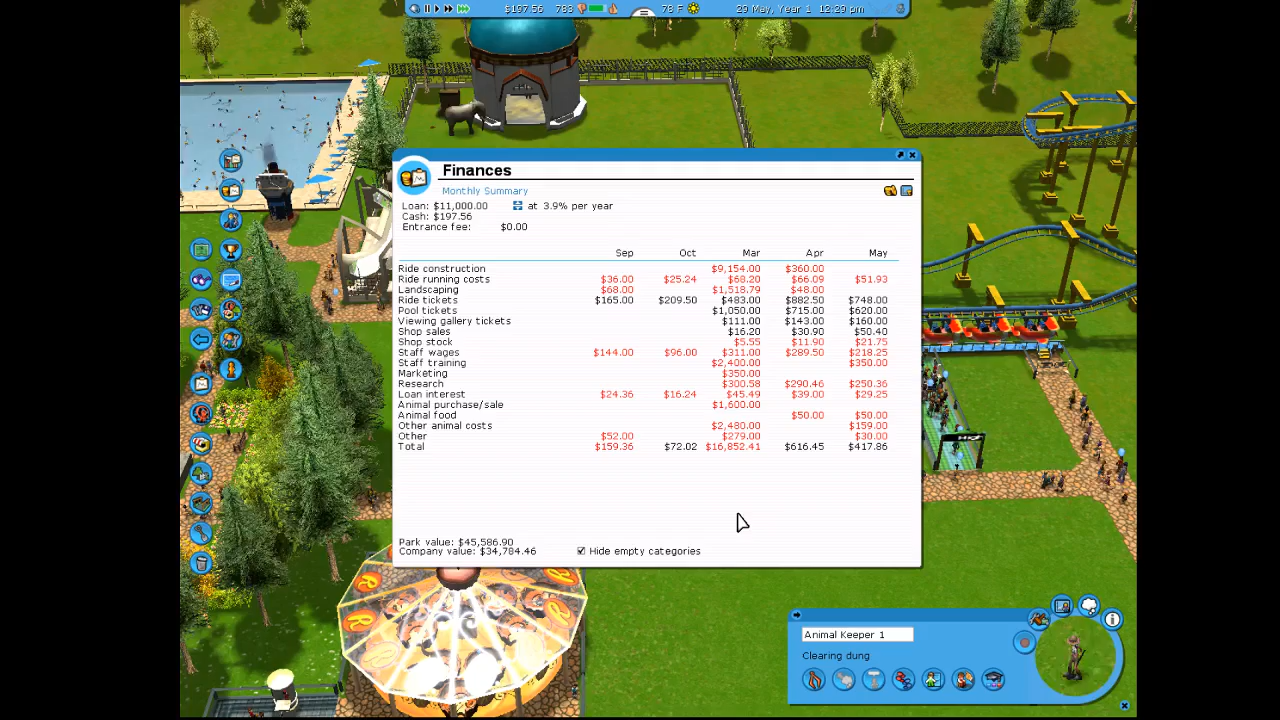 $197.56 783 78 F 29 May, Year 1 12:29 pm
Finances
Monthly Summary
Loan: $11,000.00 at 3.9% per year
Cash: $197.56
Entrance fee: $0.00
Sep Oct Mar Apr May
Ride construction $9,154.00 $360.00
Ride running costs $36.00 $25.24 $68.20 $66.09 $51.93
Landscaping $68.00 $1,518.79 $48.00
Ride tickets $165.00 $209.50 $483.00 $882.50 $748.00
Pool tickets $1,050.00 $715.00 $620.00
Viewing gallery tickets $111.00 $143.00 $160.00
Shop sales $16.20 $30.90 $50.40
Shop stock $5.55 $11.90 $21.75
Staff wages $144.00 $96.00 $311.00 $289.50 $218.25
Staff training $2,400.00 $350.00
Marketing $350.00
Research $300.58 $290.46 $250.36
Loan interest $24.36 $16.24 $45.49 $39.00 $29.25
Animal purchase/sale $1,600.00
Animal food $50.00 $50.00
Other animal costs $2,480.00 $159.00
Other $52.00 $279.00 $30.00
Total $159.36 $72.02 $16,852.41 $616.45 $417.86
Park value: $45,586.90
Company value: $34,784.46
Hide empty categories
Animal Keeper 1
Clearing dung